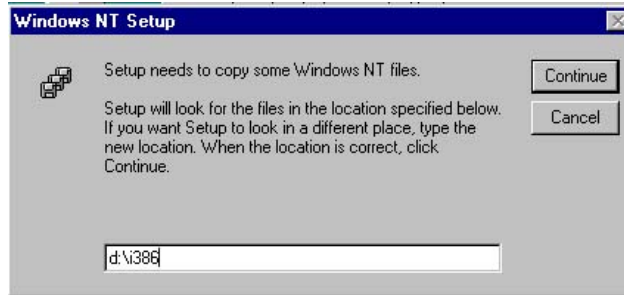 Windows NT Setup
Setup needs to copy some Windows NT files.
Continue
Setup will look for the files in the location specified below.
If you want Setup to look in a different place, type the
new location. When the location is correct, click
Continue.
Cancel
d:\i386